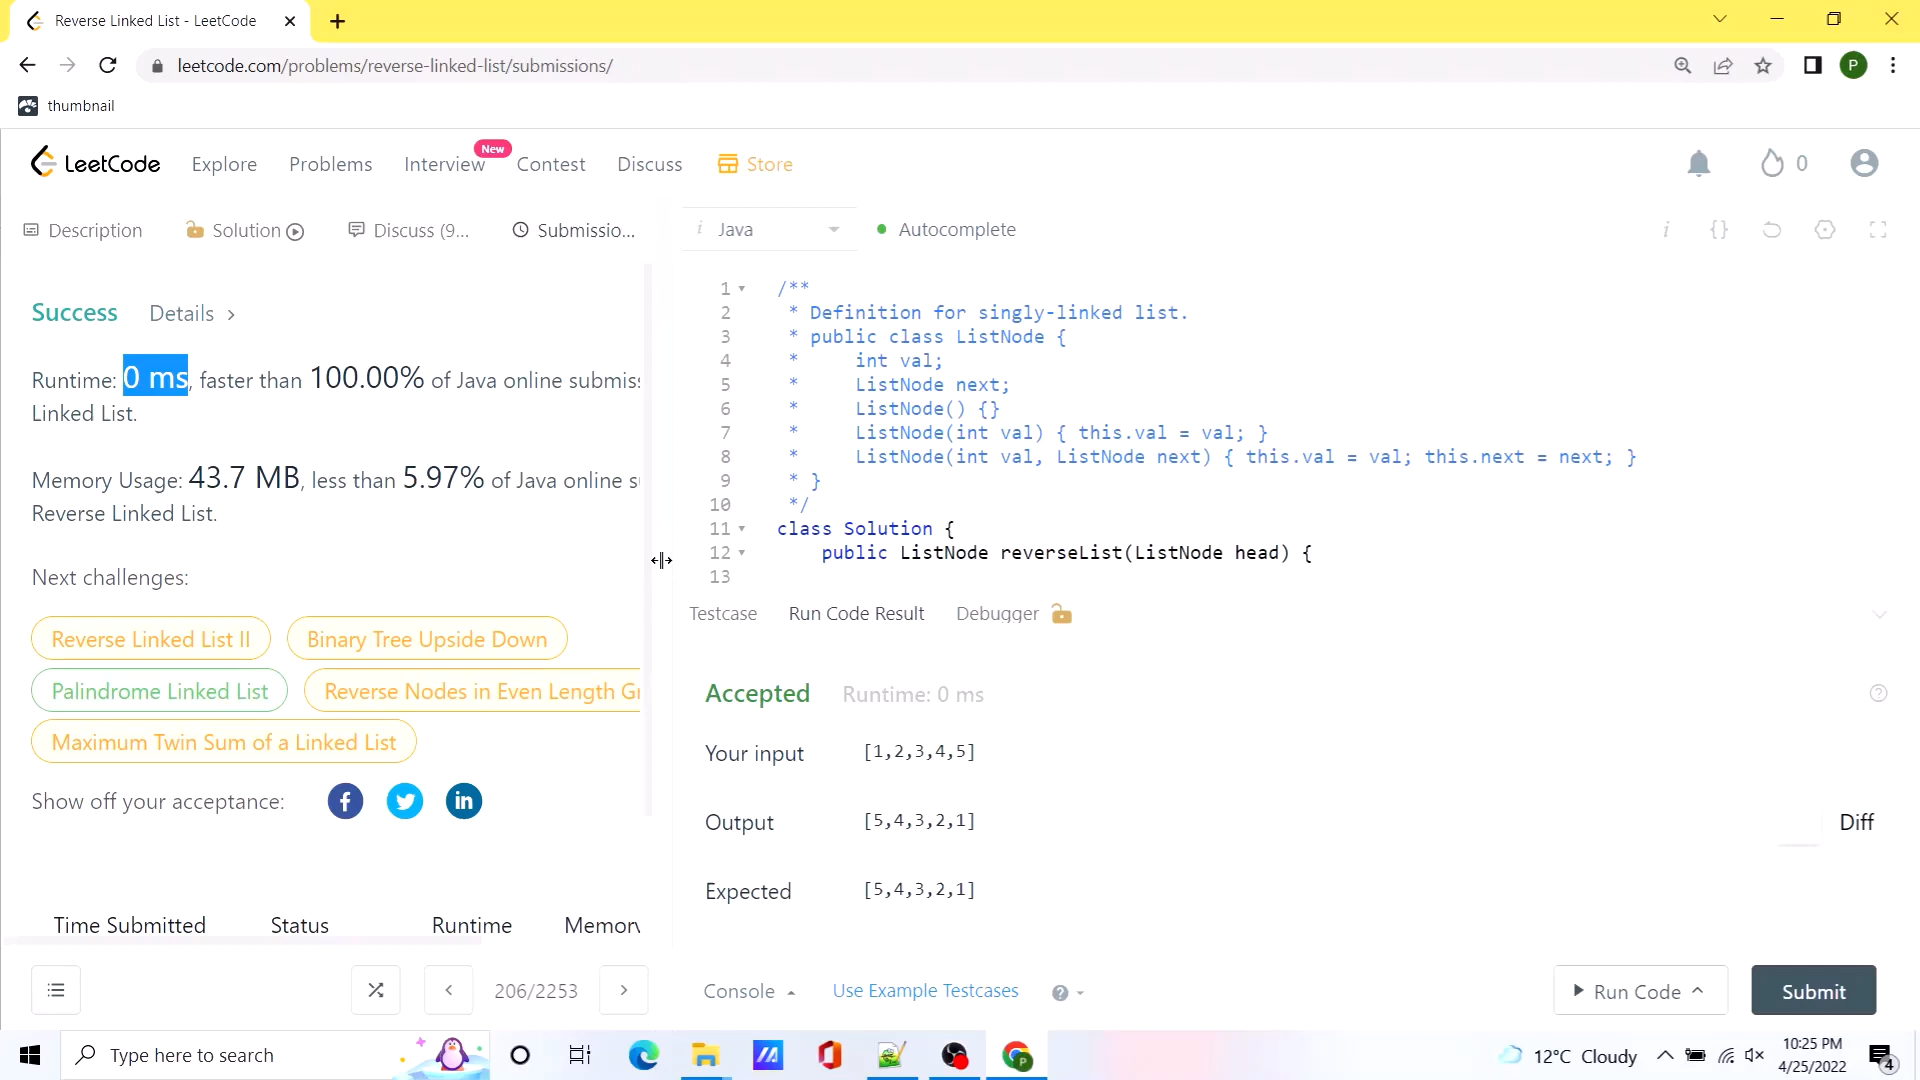 Reverse Linked List - LeetCode
leetcode.com/problems/reverse-linked-list/submissions/
P
thumbnail
LeetCode
Explore
Problems
Interview
New
Contest
Discuss
Store
0
Description
Solution
Discuss (9...
Submissio...
i Java
Autocomplete
i {}
Success
Details >
Runtime: 0 ms, faster than 100.00% of Java online submis
Linked List.
Memory Usage: 43.7 MB, less than 5.97% of Java online s
Reverse Linked List.
Next challenges:
Reverse Linked List II
Binary Tree Upside Down
Palindrome Linked List
Reverse Nodes in Even Length Gr
Maximum Twin Sum of a Linked List
Show off your acceptance:
Time Submitted
Status
Runtime
Memory
206/2253
1 /**
2 * Definition for singly-linked list.
3 * public class ListNode {
4 * int val;
5 * ListNode next;
6 * ListNode() {}
7 * ListNode(int val) { this.val = val; }
8 * ListNode(int val, ListNode next) { this.val = val; this.next = next; }
9 * }
10 */
11 class Solution {
12 public ListNode reverseList(ListNode head) {
13
Testcase
Run Code Result
Debugger
Accepted
Runtime: 0 ms
Your input
[1,2,3,4,5]
Output
[5,4,3,2,1]
Diff
Expected
[5,4,3,2,1]
Console
Use Example Testcases
Run Code
Submit
Type here to search
12°C Cloudy
10:25 PM
4/25/2022
4